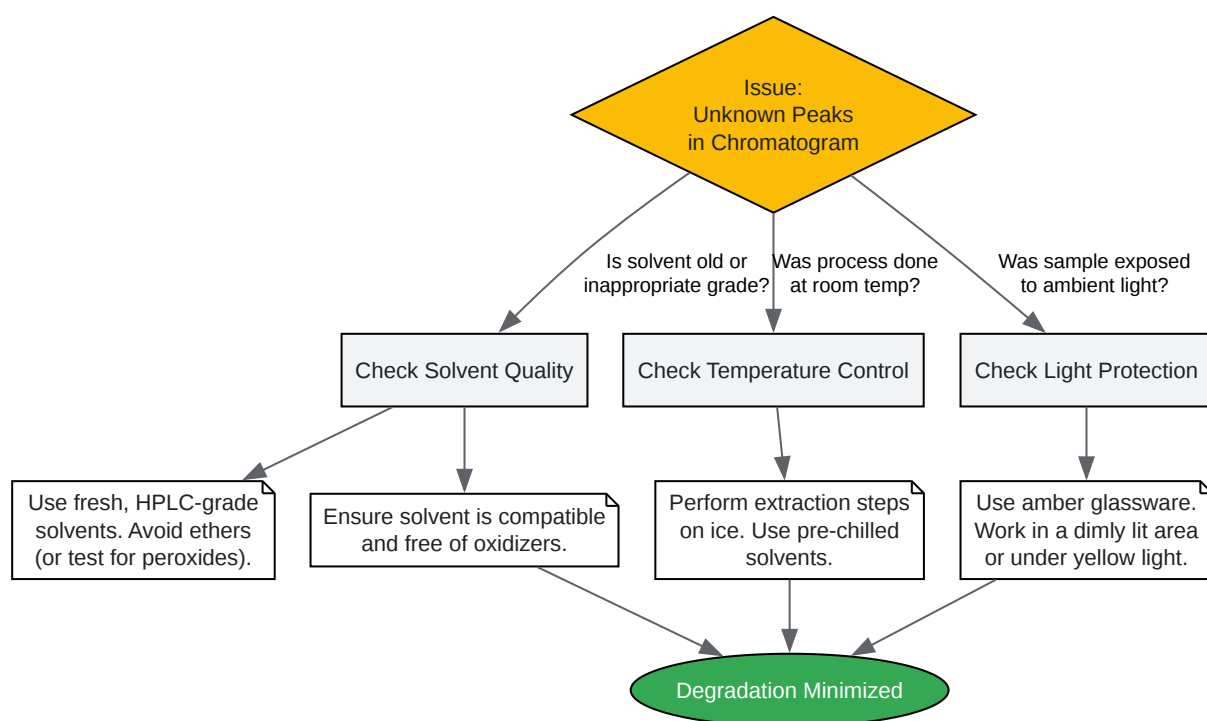 Issue:
Unknown Peaks
in Chromatogram
Is solvent old or
inappropriate grade?
Was process done
at room temp?
Was sample exposed
to ambient light?
Check Solvent Quality
Check Temperature Control
Check Light Protection
Use fresh, HPLC-grade
solvents. Avoid ethers
(or test for peroxides).
Ensure solvent is compatible
and free of oxidizers.
Perform extraction steps
on ice. Use pre-chilled
solvents.
Use amber glassware.
Work in a dimly lit area
or under yellow light.
Degradation Minimized